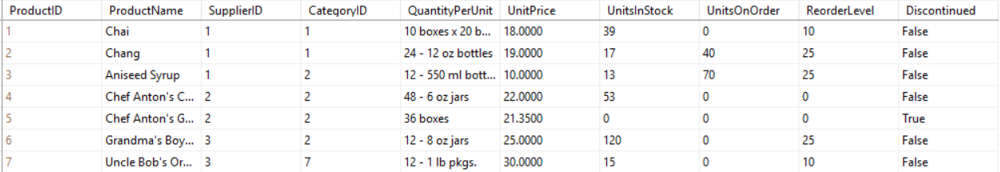 ProductID ProductName SupplierID CategoryID QuantityPerUnit UnitPrice UnitsInStock UnitsOnOrder ReorderLevel Discontinued
1 Chai 1 1 10 boxes x 20 b... 18.0000 39 0 10 False
2 Chang 1 1 24 - 12 oz bottles 19.0000 17 40 25 False
3 Aniseed Syrup 1 2 12 - 550 ml bott... 10.0000 13 70 25 False
4 Chef Anton's C... 2 2 48 - 6 oz jars 22.0000 53 0 0 False
5 Chef Anton's G... 2 2 36 boxes 21.3500 0 0 0 True
6 Grandma's Boy... 3 2 12 - 8 oz jars 25.0000 120 0 25 False
7 Uncle Bob's Or... 3 7 12 - 1 lb pkgs. 30.0000 15 0 10 False